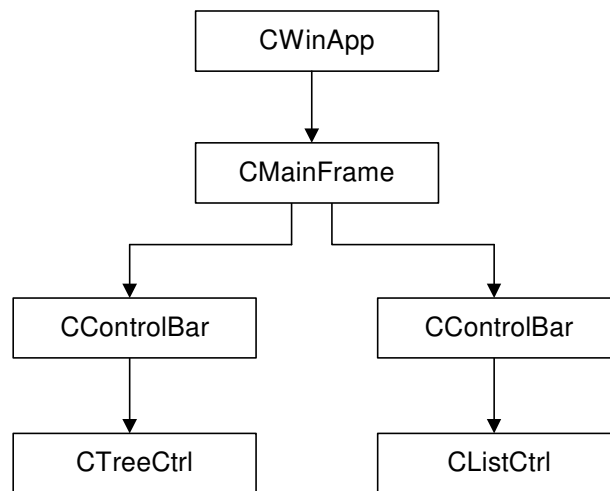 CWinApp
CMainFrame
CControlBar
CControlBar
CTreeCtrl
CListCtrl